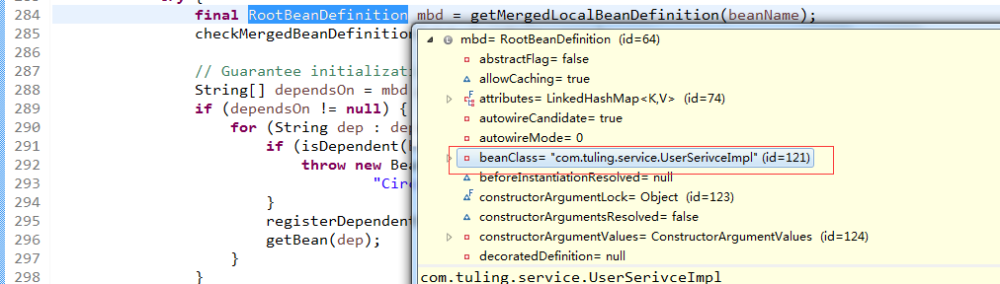 283 try {
284 final RootBeanDefinition mbd = getMergedLocalBeanDefinition(beanName);
285 checkMergedBeanDefinition
286
287 // Guarantee initializati
288 String[] dependsOn = mbd
289 if (dependsOn != null) {
290 for (String dep : dep
291 if (isDependent(
292 throw new Bea
293 "Circ
294 }
295 registerDependent
296 getBean(dep);
297 }
298 }
mbd= RootBeanDefinition (id=64)
abstractFlag= false
allowCaching= true
attributes= LinkedHashMap<K,V> (id=74)
autowireCandidate= true
autowireMode= 0
beanClass= "com.tuling.service.UserSerivceImpl" (id=121)
beforeInstantiationResolved= null
constructorArgumentLock= Object (id=123)
constructorArgumentsResolved= false
constructorArgumentValues= ConstructorArgumentValues (id=124)
decoratedDefinition= null
com.tuling.service.UserSerivceImpl